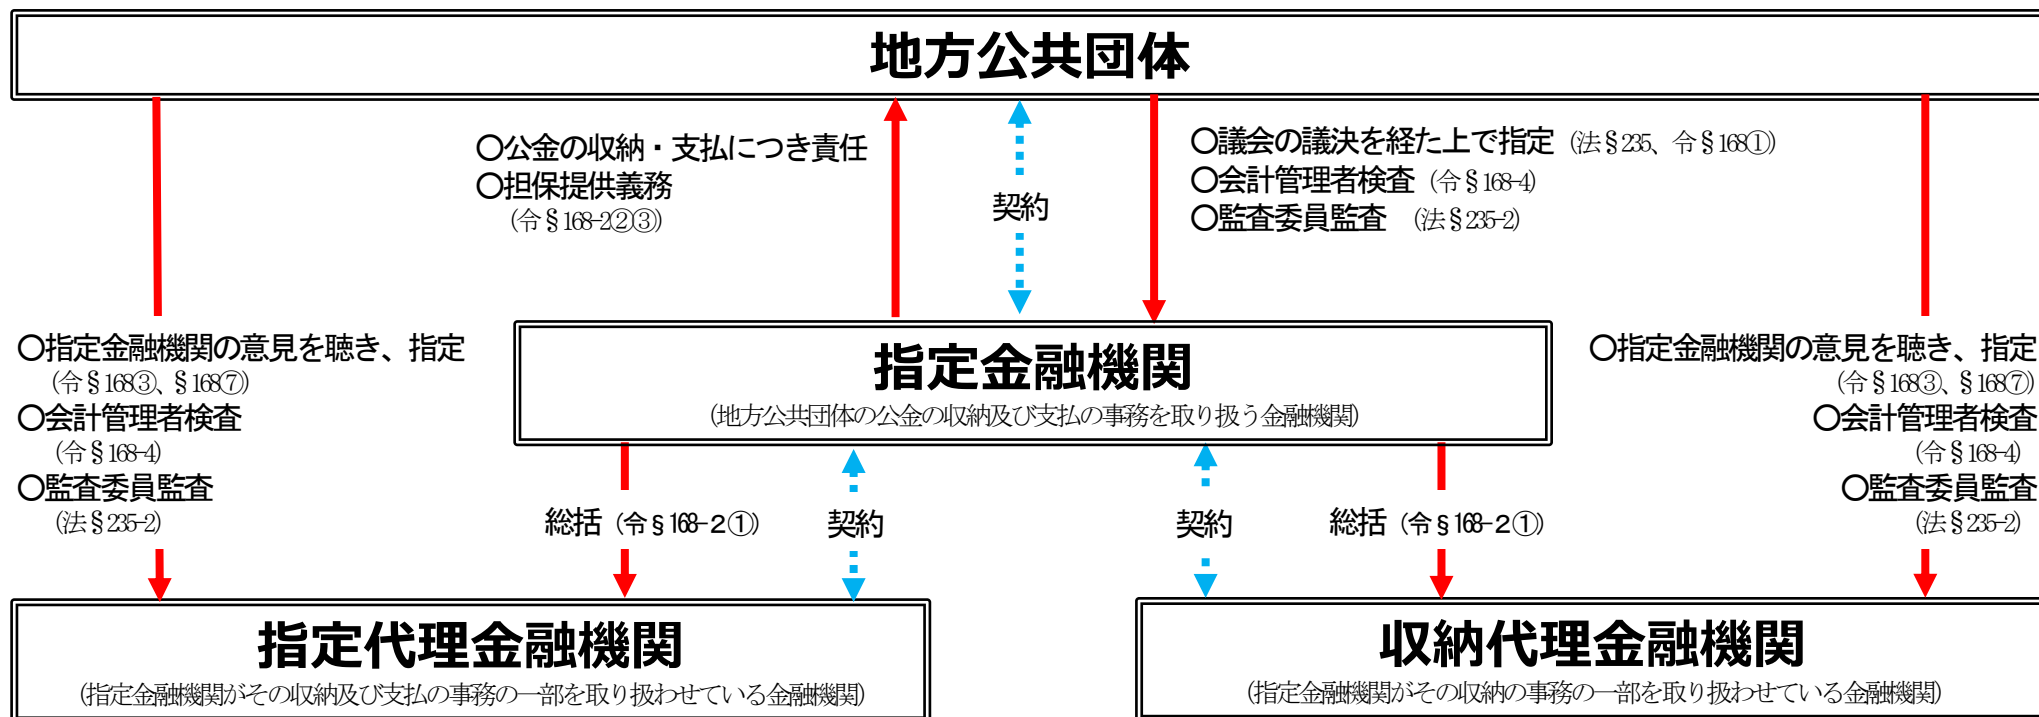 地方公共団体
○公金の収納・支払につき責任
○担保提供義務
(令§168-2②③)
契約
○議会の議決を経た上で指定 (法§235、令§168①)
○会計管理者検査 (令§168-4)
○監査委員監査 (法§235-2)
○指定金融機関の意見を聴き、指定
(令§168③、§168⑦)
○会計管理者検査
(令§168-4)
○監査委員監査
(法§235-2)
指定金融機関
(地方公共団体の公金の収納及び支払の事務を取り扱う金融機関)
○指定金融機関の意見を聴き、指定
(令§168③、§168⑦)
○会計管理者検査
(令§168-4)
○監査委員監査
(法§235-2)
総括 (令§168-2①)
契約
契約
総括 (令§168-2①)
指定代理金融機関
(指定金融機関がその収納及び支払の事務の一部を取り扱わせている金融機関)
収納代理金融機関
(指定金融機関がその収納の事務の一部を取り扱わせている金融機関)